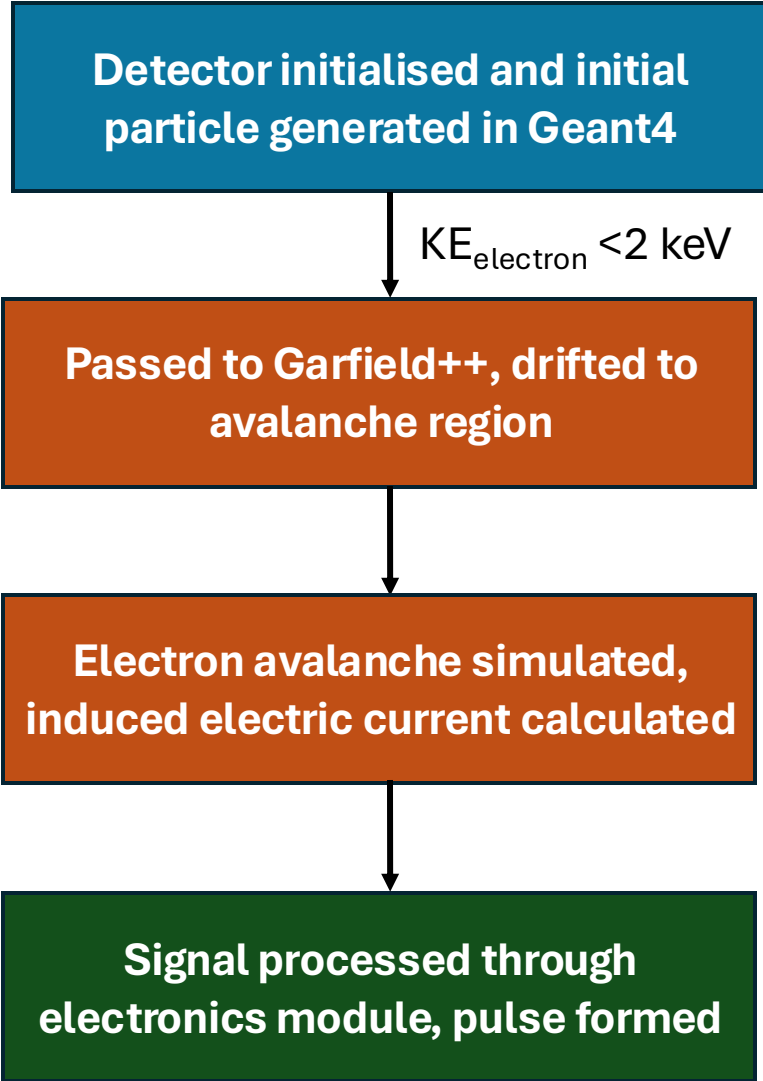 Detector initialised and initial
particle generated in Geant4
KEelectron <2 keV
Passed to Garfield++, drifted to
avalanche region
Electron avalanche simulated,
induced electric current calculated
Signal processed through
electronics module, pulse formed